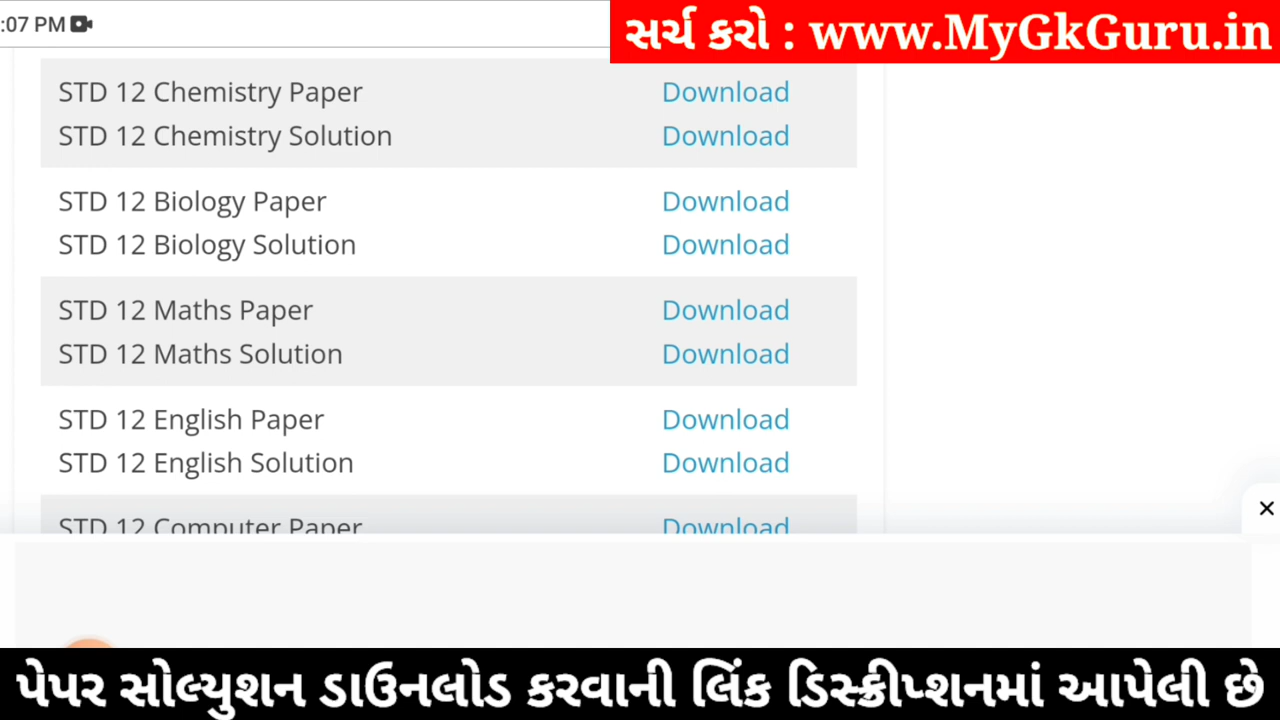 :07 PM
સર્ચ કરો : www.MyGkGuru.in
STD 12 Chemistry Paper Download
STD 12 Chemistry Solution Download
STD 12 Biology Paper Download
STD 12 Biology Solution Download
STD 12 Maths Paper Download
STD 12 Maths Solution Download
STD 12 English Paper Download
STD 12 English Solution Download
STD 12 Computer Paper Download
પેપર સોલ્યુશન ડાઉનલોડ કરવાની લિંક ડિસ્ક્રીપ્શનમાં આપેલી છે